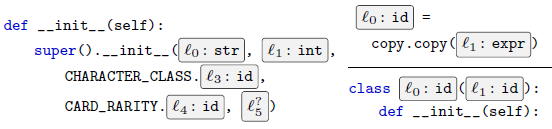 def __init__(self):
super().__init__(ℓ0: str, ℓ1: int,
CHARACTER_CLASS.ℓ3: id,
CARD_RARITY.ℓ4: id, ℓ?5)
ℓ0: id =
copy.copy(ℓ1: expr)
class ℓ0: id(ℓ1: id):
def __init__(self):